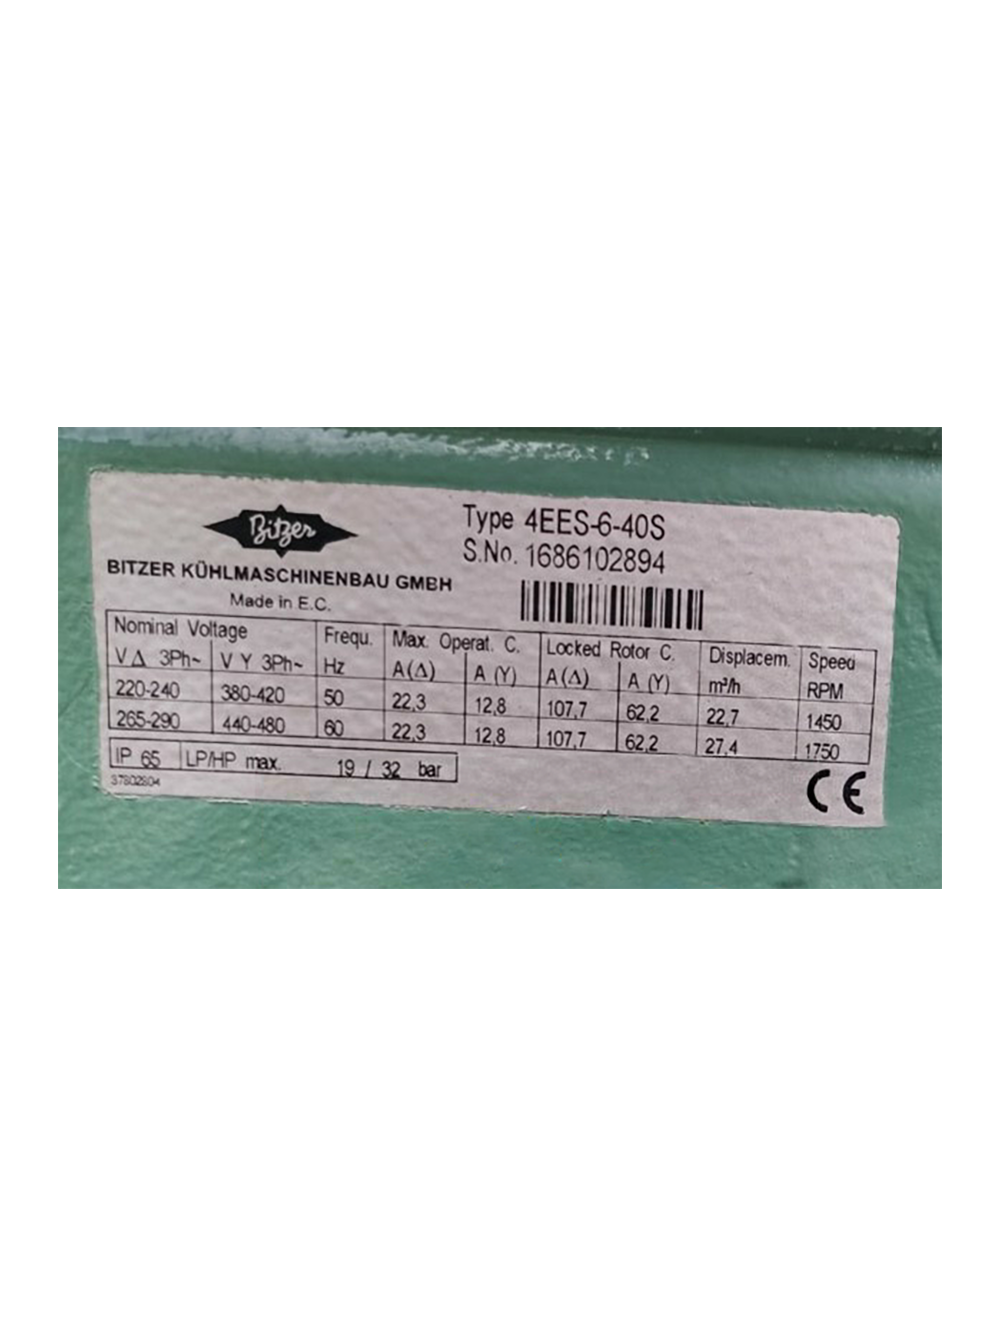 Bitzer
BITZER KÜHLMASCHINENBAU GMBH
Made in E.C.
Type 4EES-6-40S
S.No. 1686102894
Nominal Voltage Frequ. Max. Operat. C. Locked Rotor C. Displacem. Speed
V Δ 3Ph~ V Y 3Ph~ Hz A(Δ) A (Y) A(Δ) A (Y) m³/h RPM
220-240 380-420 50 22,3 12,8 107,7 62,2 22,7 1450
265-290 440-480 60 22,3 12,8 107,7 62,2 27,4 1750
IP 65 LP/HP max. 19 / 32 bar
37802804
CE